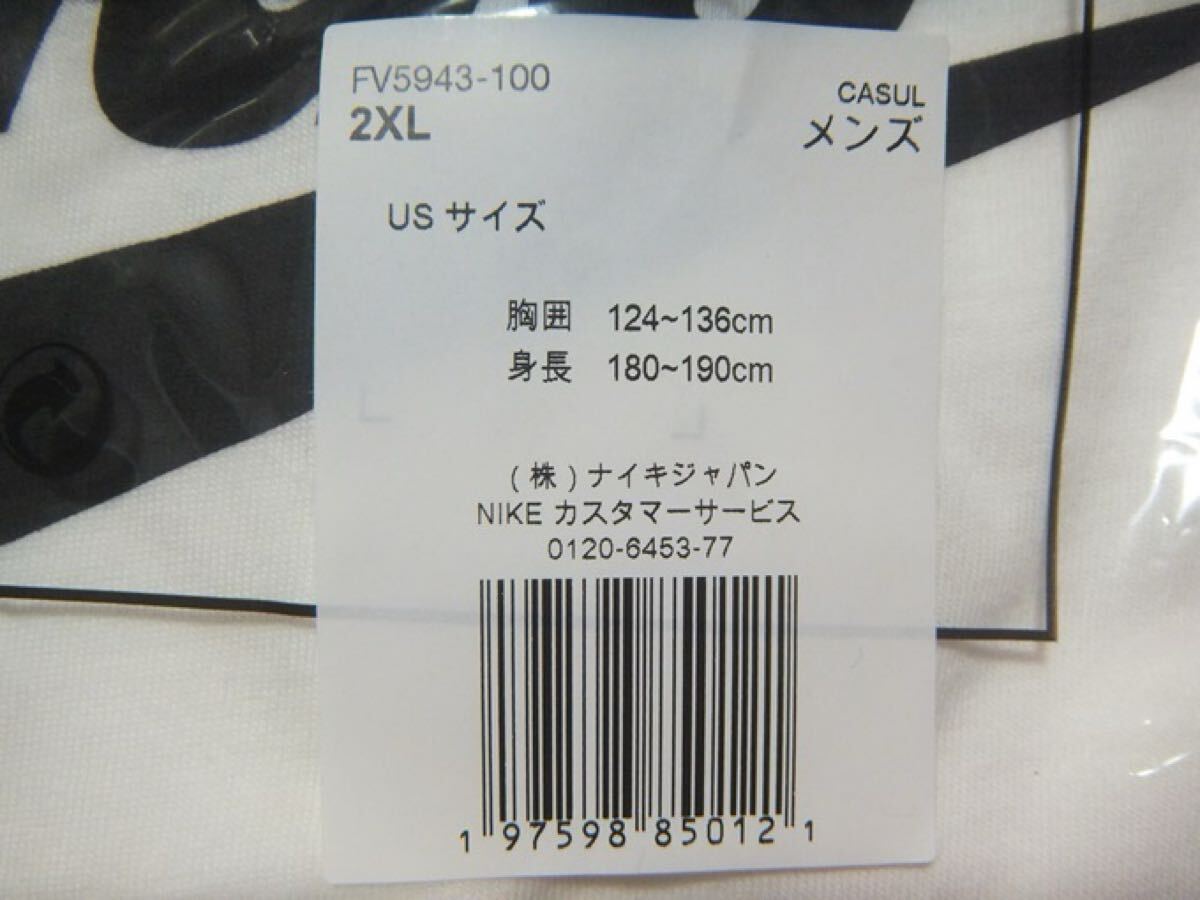 FV5943-100
2XL
CASUL
メンズ
US サイズ
胸囲 124~136cm
身長 180~190cm
(株)ナイキジャパン
NIKE カスタマーサービス
0120-6453-77
1 97598 85012 1